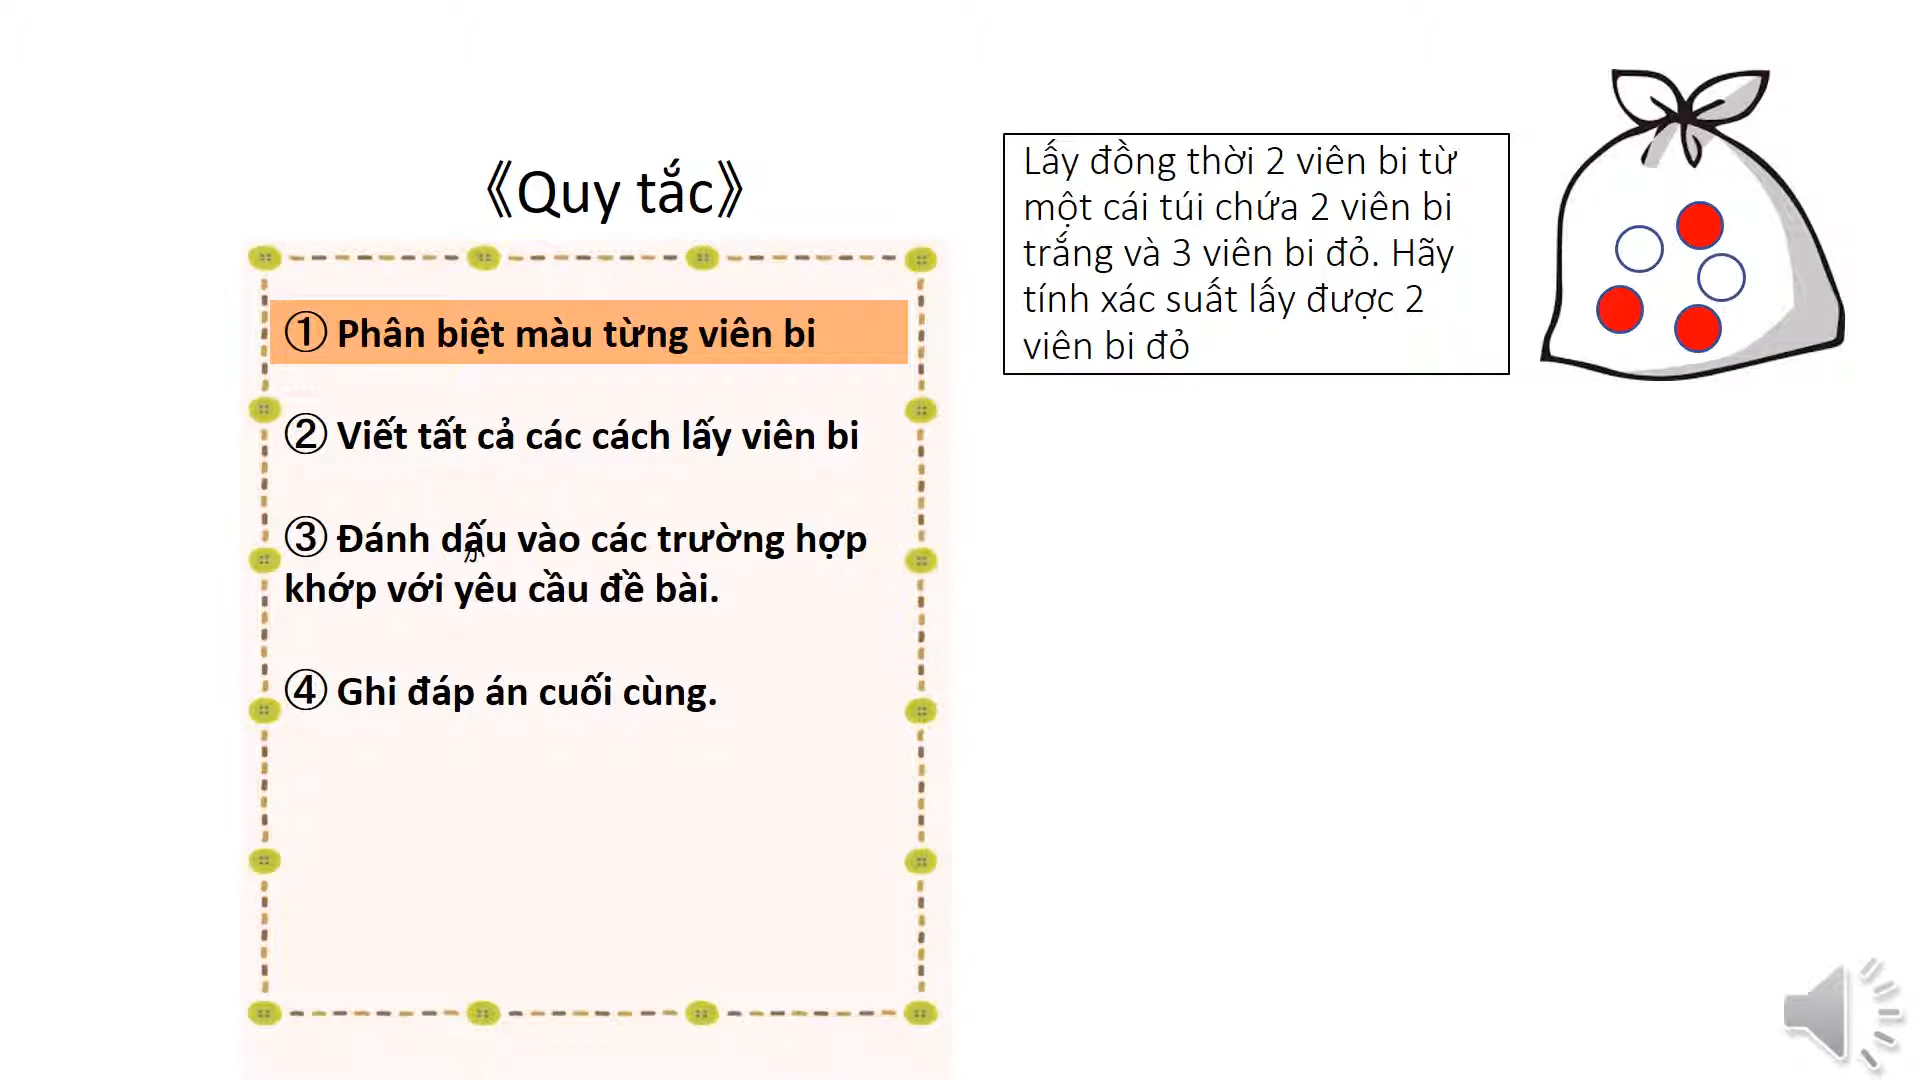 《Quy tắc》
① Phân biệt màu từng viên bi
② Viết tất cả các cách lấy viên bi
③ Đánh dấu vào các trường hợp
khớp với yêu cầu đề bài.
④ Ghi đáp án cuối cùng.
Lấy đồng thời 2 viên bi từ
một cái túi chứa 2 viên bi
trắng và 3 viên bi đỏ. Hãy
tính xác suất lấy được 2
viên bi đỏ